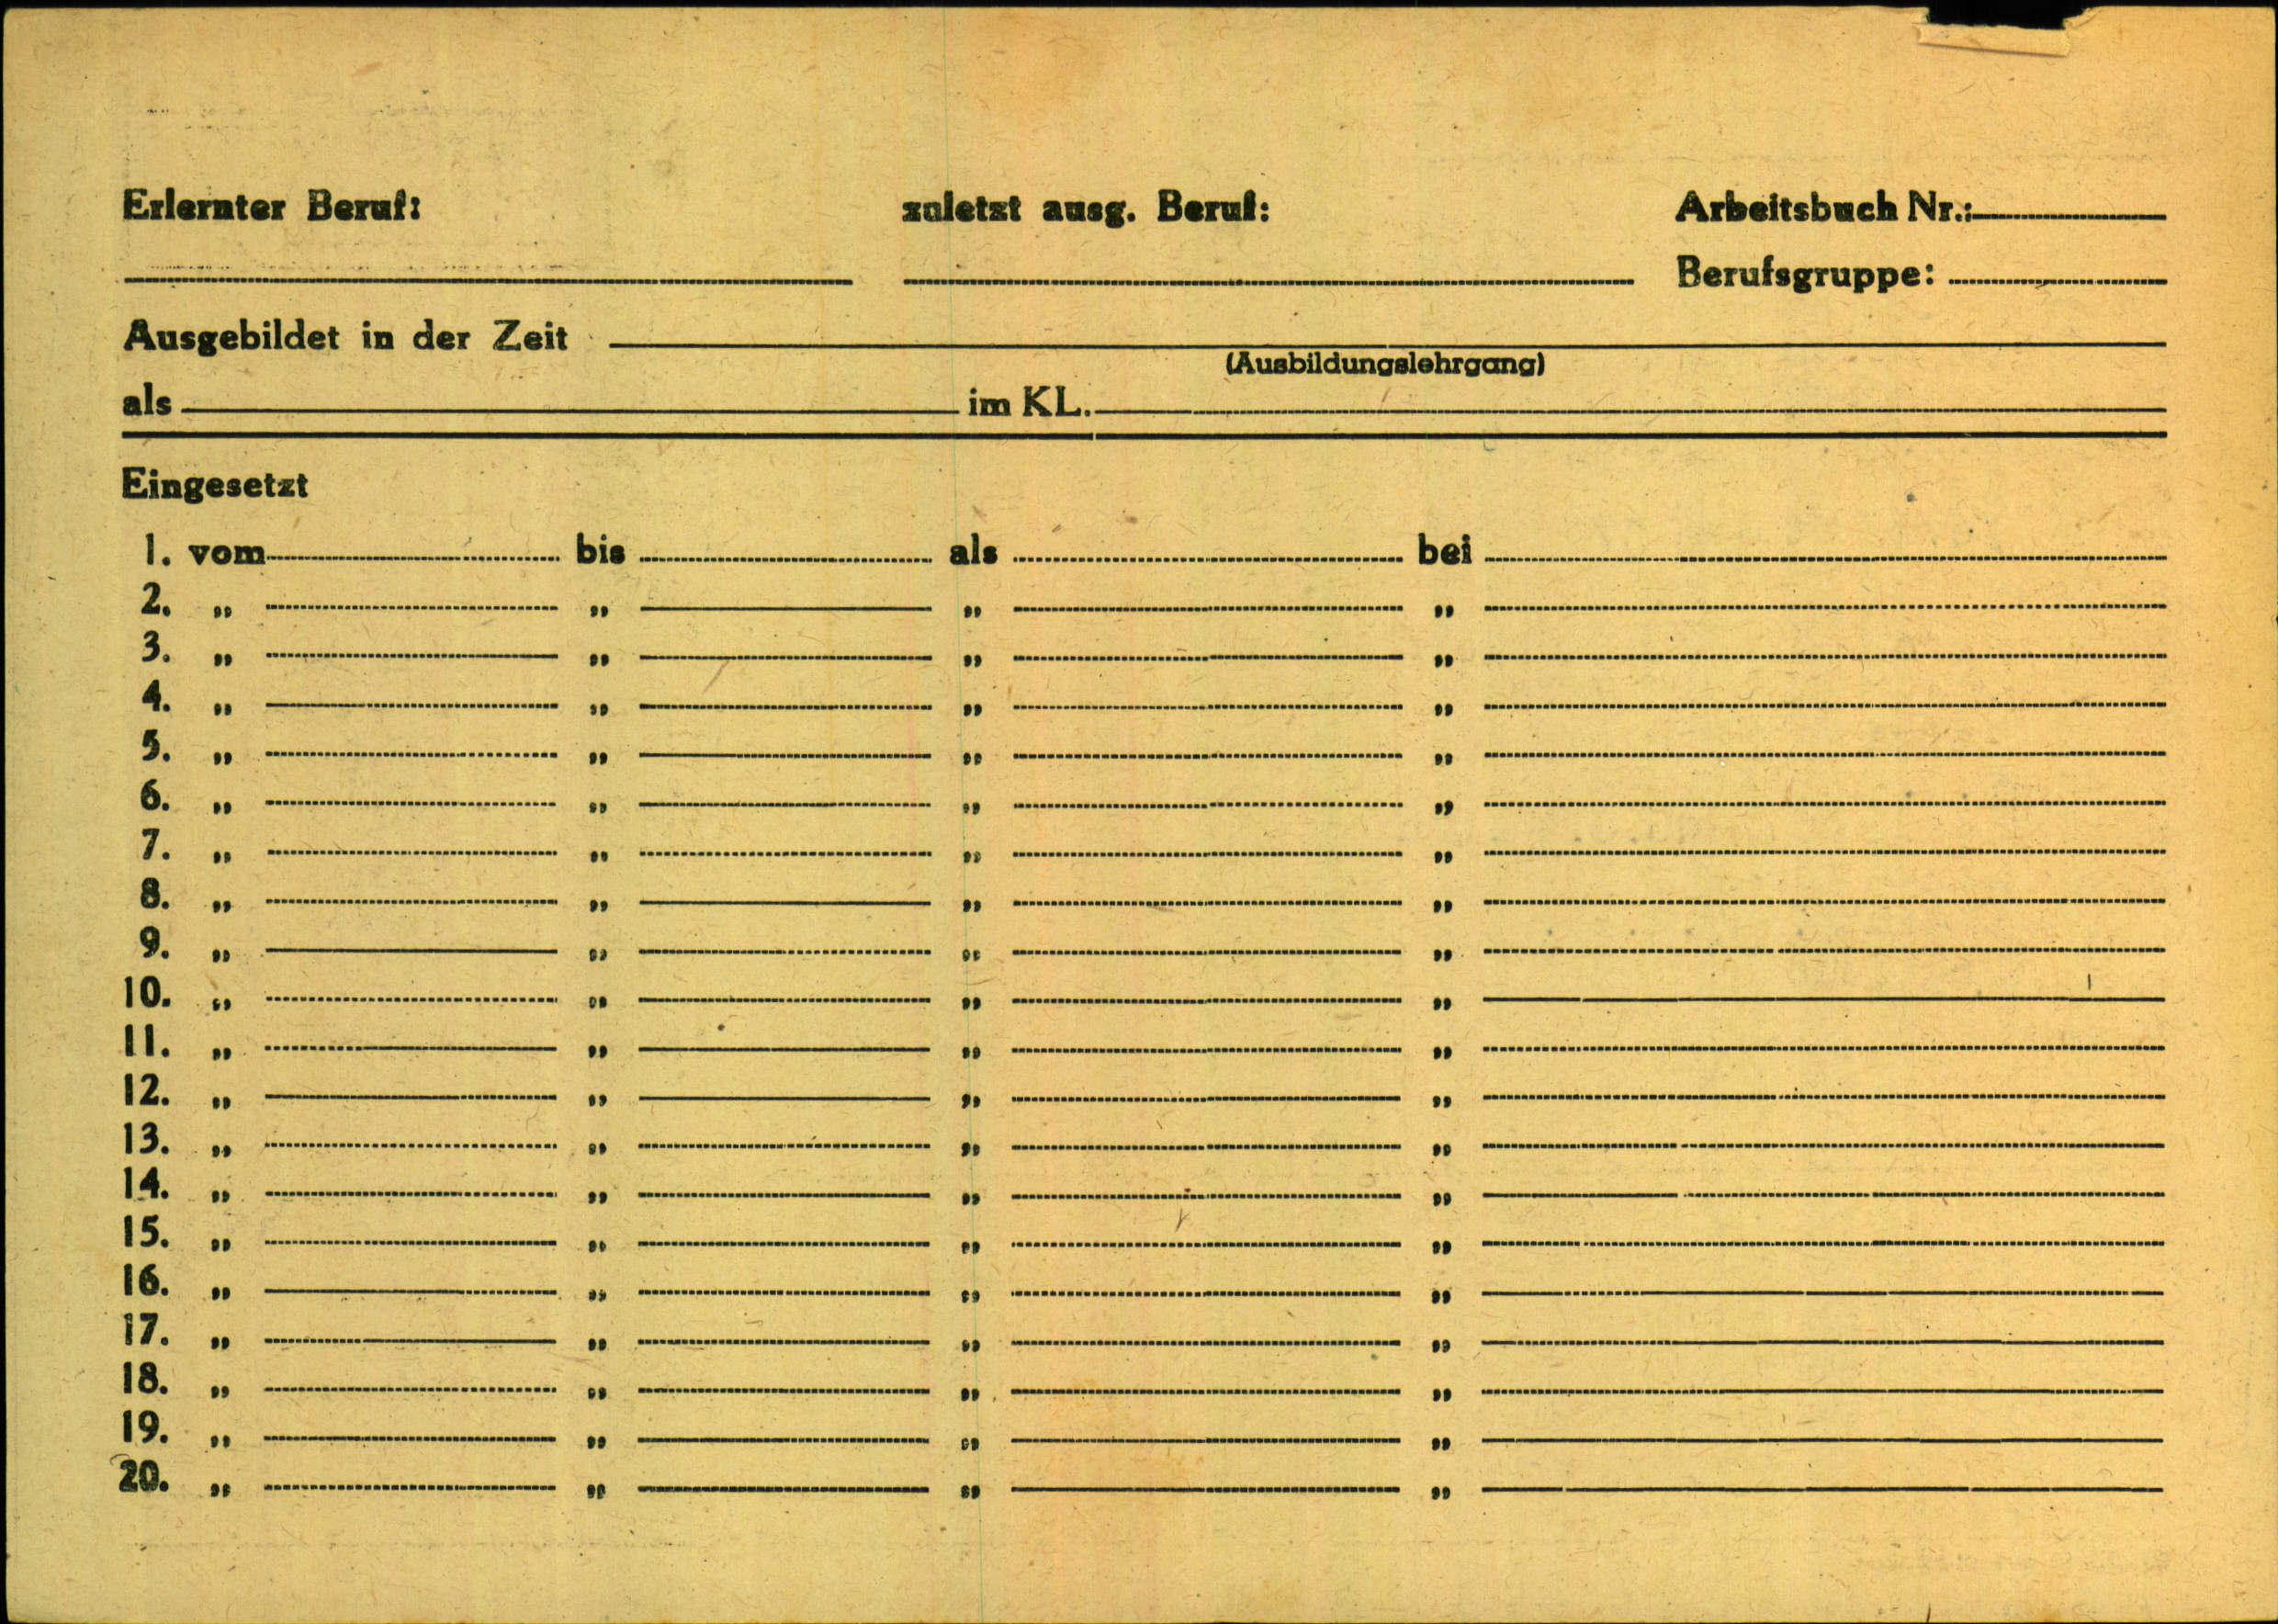 Erlernter Beruf: zuletzt ausg. Beruf: Arbeitsbuch Nr.:
Berufsgruppe:
Ausgebildet in der Zeit
(Ausbildungslehrgang)
als im KL.
Eingesetzt
1. vom bis als bei
2. „ „ „ „
3. „ „ „ „
4. „ „ „ „
5. „ „ „ „
6. „ „ „ „
7. „ „ „ „
8. „ „ „ „
9. „ „ „ „
10. „ „ „ „
11. „ „ „ „
12. „ „ „ „
13. „ „ „ „
14. „ „ „ „
15. „ „ „ „
16. „ „ „ „
17. „ „ „ „
18. „ „ „ „
19. „ „ „ „
20. „ „ „ „